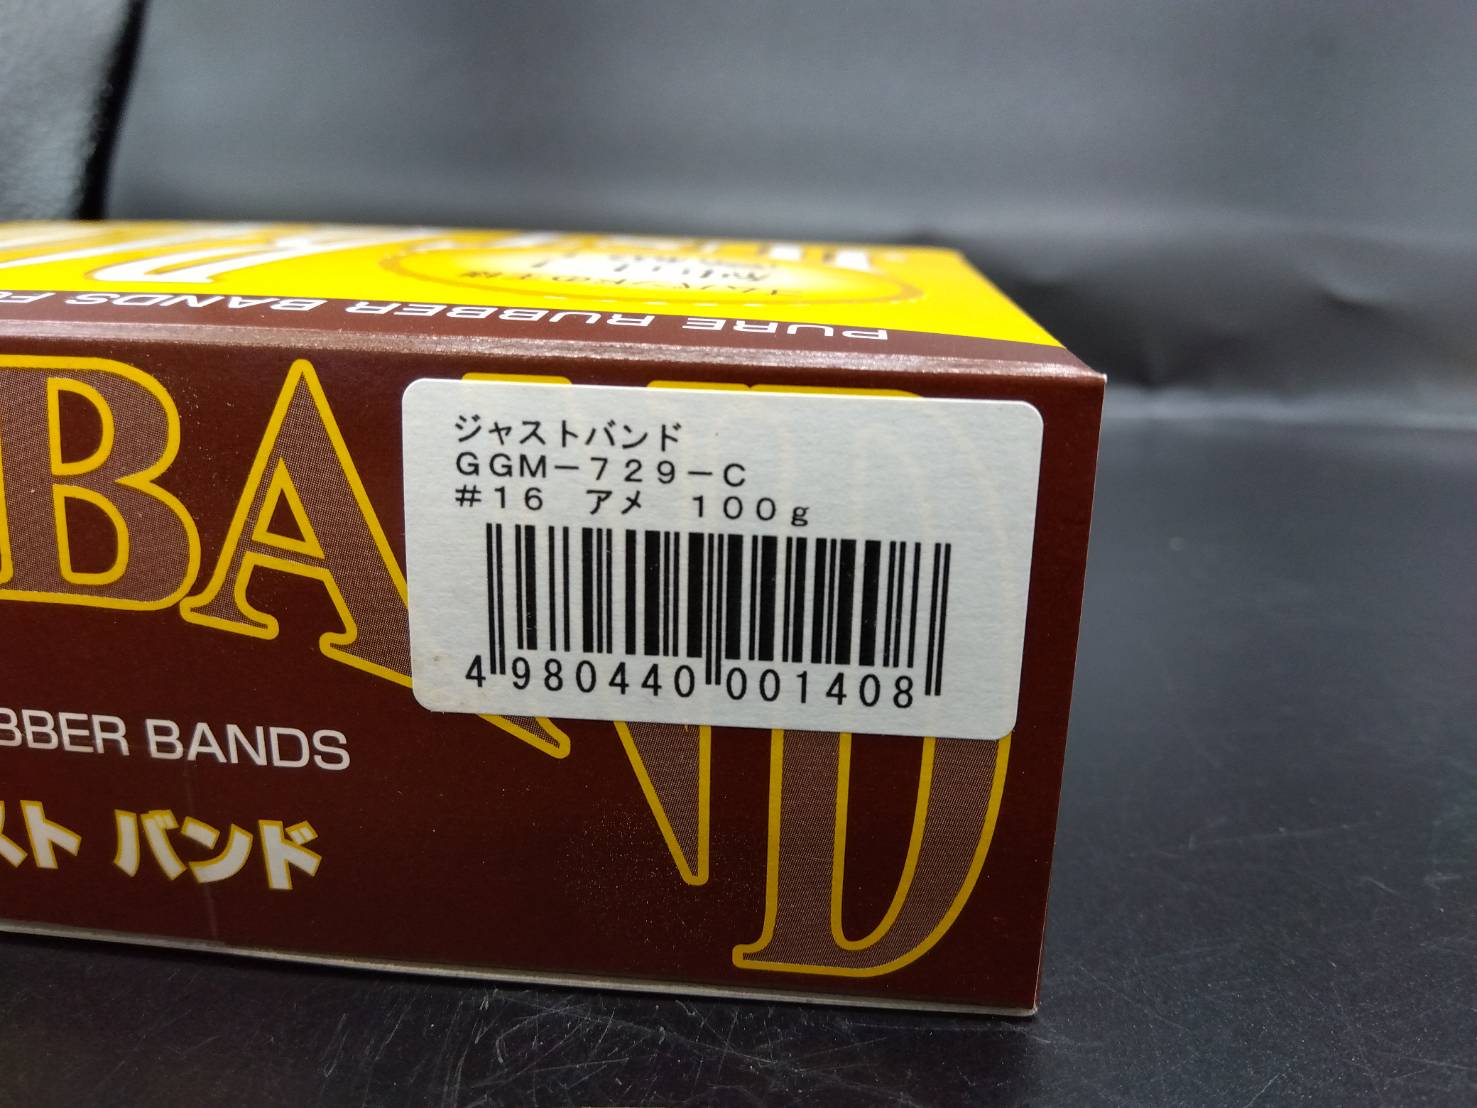 PURE RUBBER BANDS F
BAND
ジャストバンド
GGM-729-C
#16 アメ 100g
4 980440 001408
BBER BANDS
スト バンド